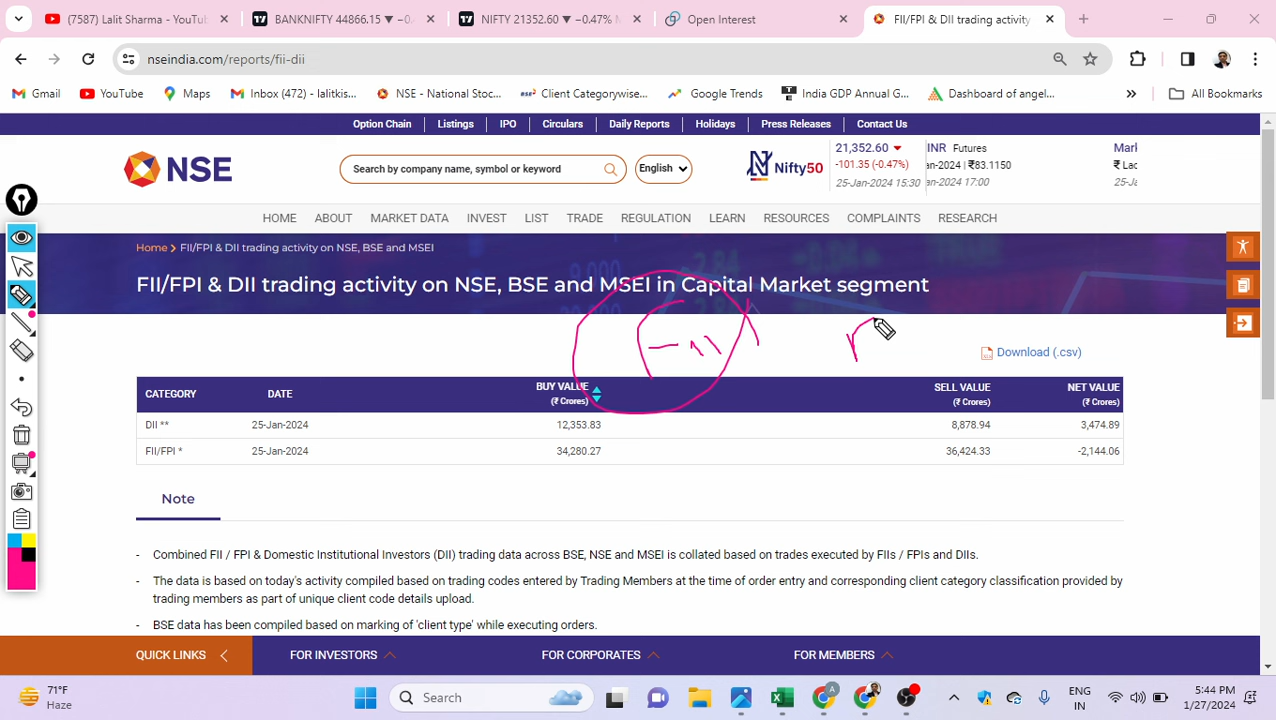 (7587) Lalit Sharma - YouTu
BANKNIFTY 44866.15 ▼ −0.
NIFTY 21352.60 ▼ −0.47% M
Open Interest
FII/FPI & DII trading activity
nseindia.com/reports/fii-dii
Gmail
YouTube
Maps
Inbox (472) - lalitkis...
NSE - National Stoc...
Client Categorywise...
Google Trends
India GDP Annual G...
Dashboard of angel...
All Bookmarks
Option Chain
Listings
IPO
Circulars
Daily Reports
Holidays
Press Releases
Contact Us
NSE
Search by company name, symbol or keyword
English
Nifty50
21,352.60
-101.35 (-0.47%)
25-Jan-2024 15:30
INR Futures
an-2024 | ₹83.1150
an-2024 17:00
Mark
₹ Lac
25-Ja
HOME ABOUT MARKET DATA INVEST LIST TRADE REGULATION LEARN RESOURCES COMPLAINTS RESEARCH
Home > FII/FPI & DII trading activity on NSE, BSE and MSEI
FII/FPI & DII trading activity on NSE, BSE and MSEI in Capital Market segment
Download (.csv)
CATEGORY DATE BUY VALUE (₹ Crores) SELL VALUE (₹ Crores) NET VALUE (₹ Crores)
DII ** 25-Jan-2024 12,353.83 8,878.94 3,474.89
FII/FPI * 25-Jan-2024 34,280.27 36,424.33 -2,144.06
Note
- Combined FII / FPI & Domestic Institutional Investors (DII) trading data across BSE, NSE and MSEI is collated based on trades executed by FIIs / FPIs and DIIs.
- The data is based on today's activity compiled based on trading codes entered by Trading Members at the time of order entry and corresponding client category classification provided by
trading members as part of unique client code details upload.
- BSE data has been compiled based on marking of 'client type' while executing orders.
QUICK LINKS
FOR INVESTORS
FOR CORPORATES
FOR MEMBERS
71°F
Haze
Search
ENG
IN
5:44 PM
1/27/2024